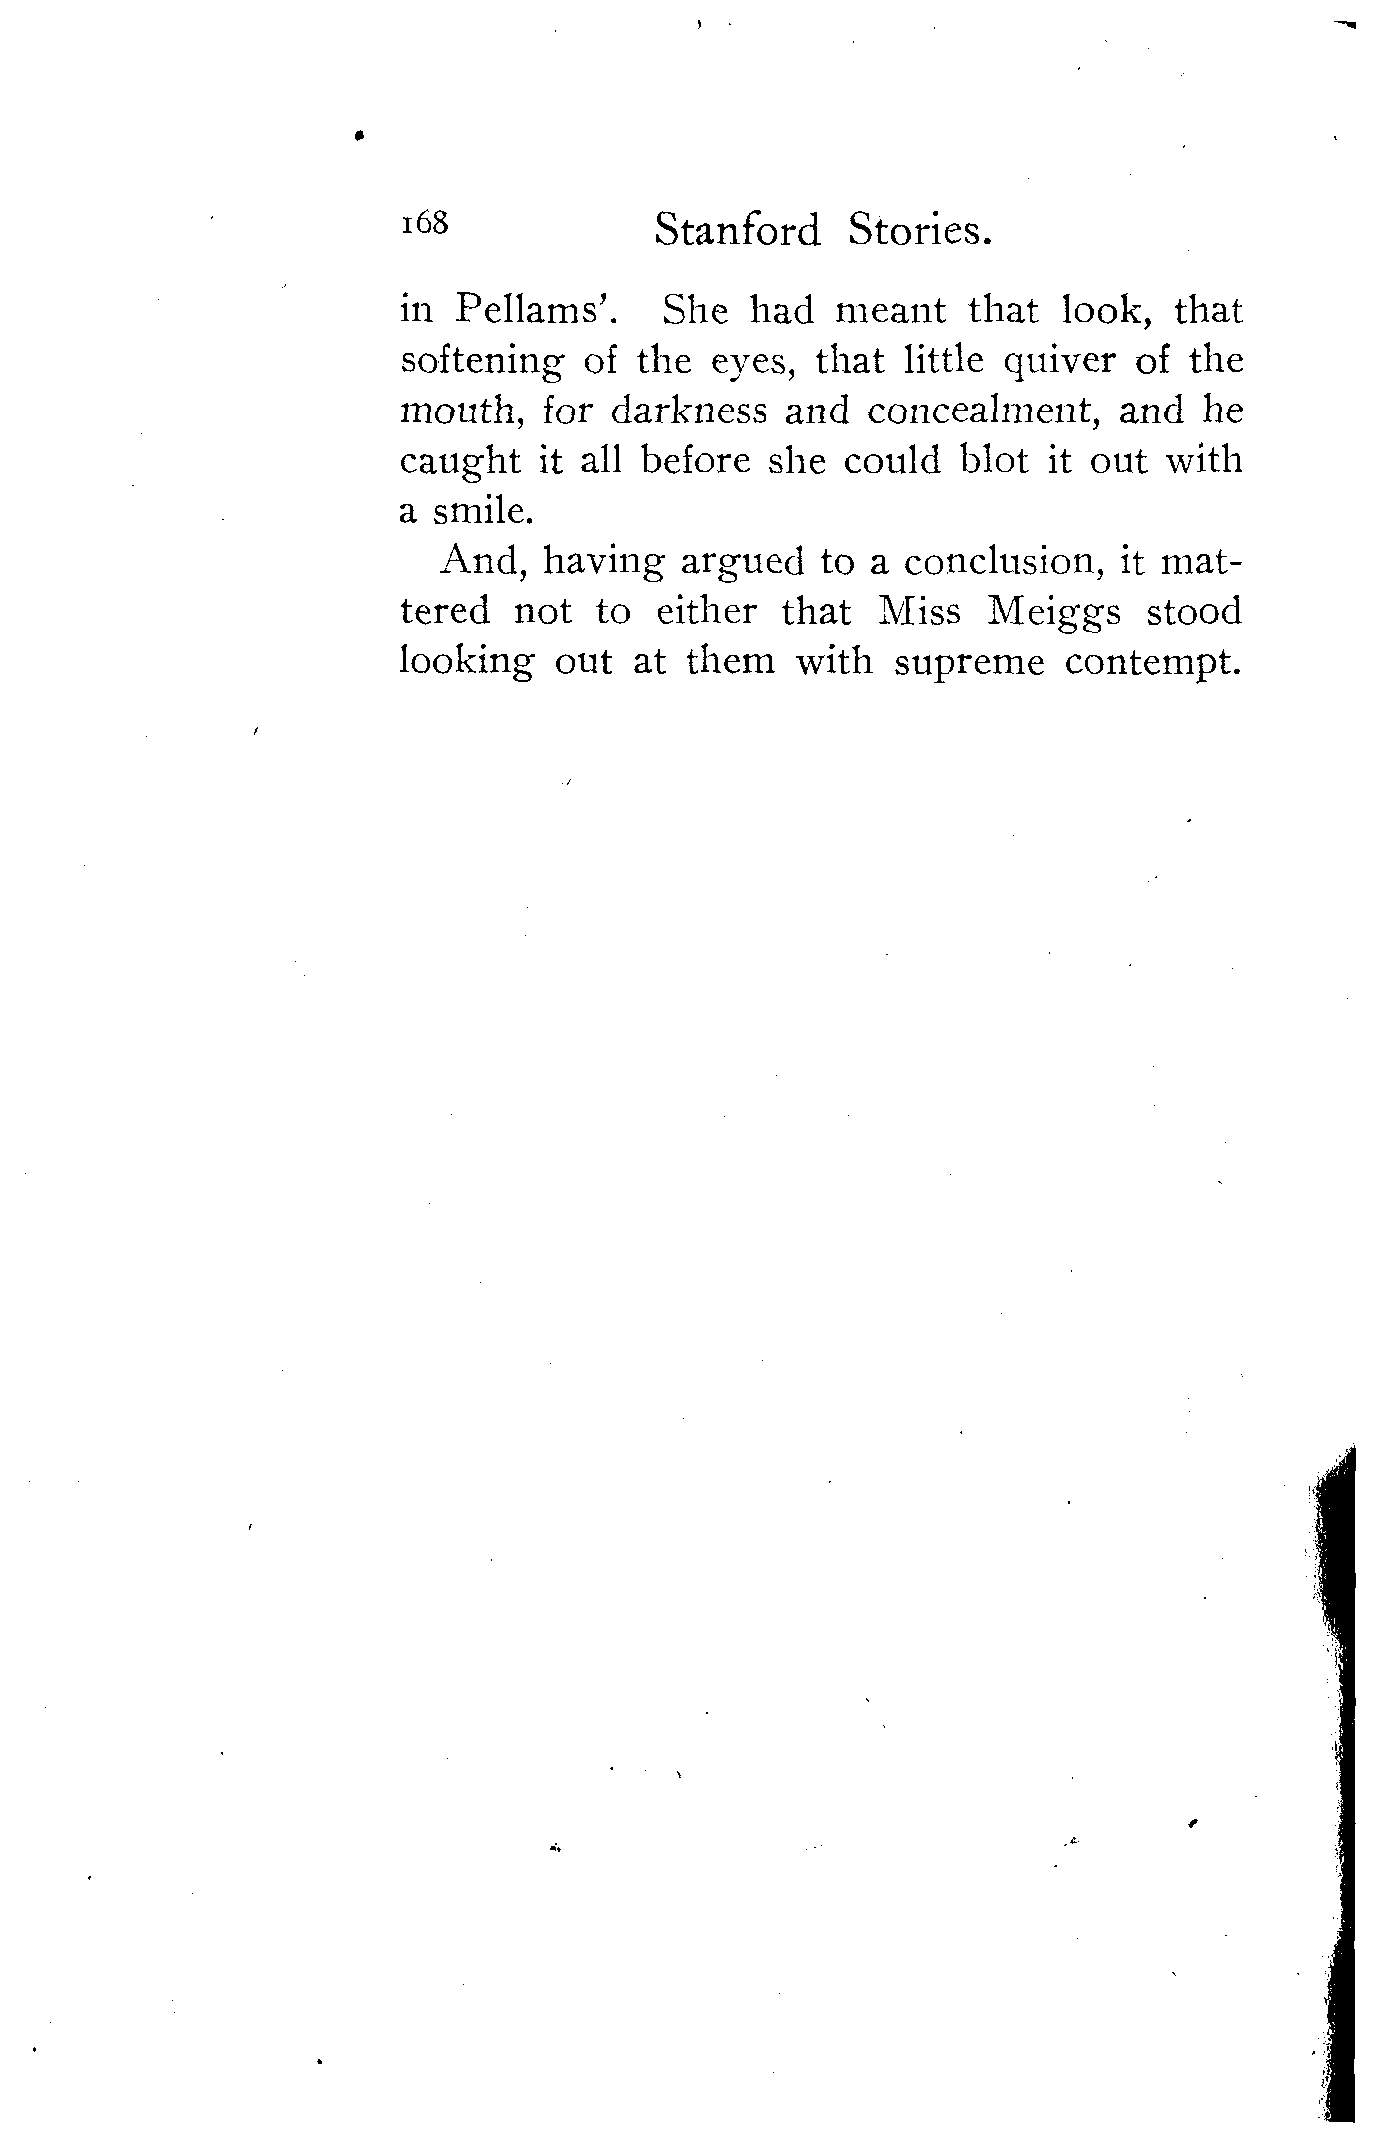 168 Stanford Stories.
in Pellams'. She had meant that look, that
softening of the eyes, that little quiver of the
mouth, for darkness and concealment, and he
caught it all before she could blot it out with
a smile.
And, having argued to a conclusion, it mat-
tered not to either that Miss Meiggs stood
looking out at them with supreme contempt.